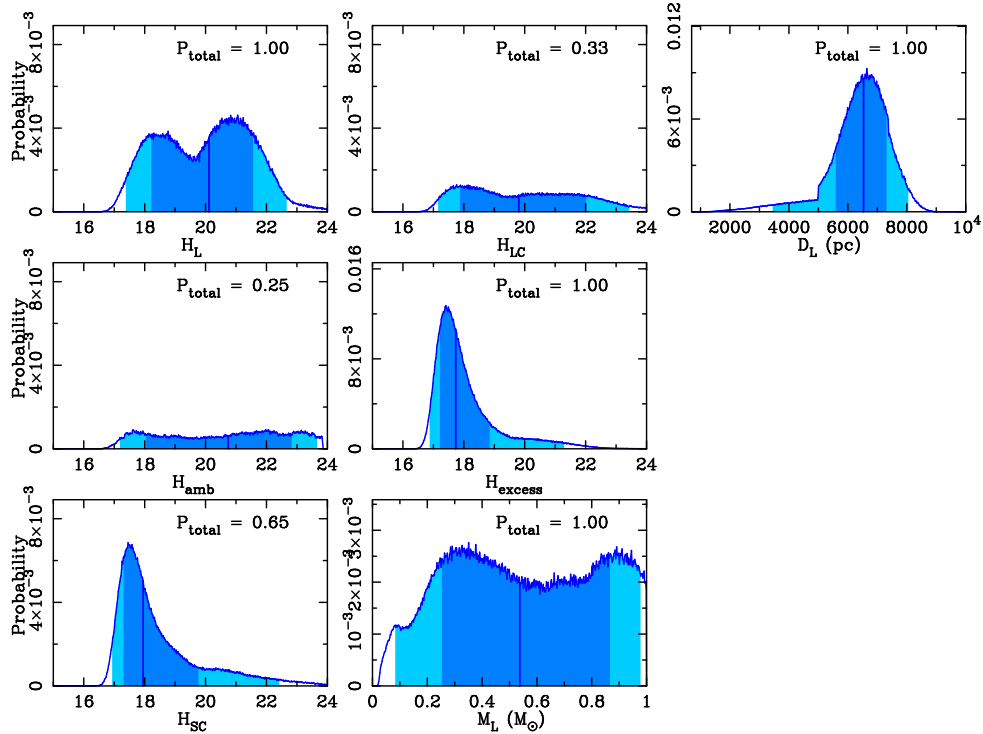 Probability
8×10⁻³
4×10⁻³
0
P_total = 1.00
16 18 20 22 24
H_L
8×10⁻³
4×10⁻³
0
P_total = 0.33
16 18 20 22 24
H_LC
0.012
6×10⁻³
0
P_total = 1.00
2000 4000 6000 8000 10⁴
D_L (pc)
Probability
8×10⁻³
4×10⁻³
0
P_total = 0.25
16 18 20 22 24
H_amb
0.016
8×10⁻³
0
P_total = 1.00
16 18 20 22 24
H_excess
Probability
8×10⁻³
4×10⁻³
0
P_total = 0.65
16 18 20 22 24
H_SC
3×10⁻³
2×10⁻³
10⁻³
0
P_total = 1.00
0 0.2 0.4 0.6 0.8 1
M_L (M_⊙)